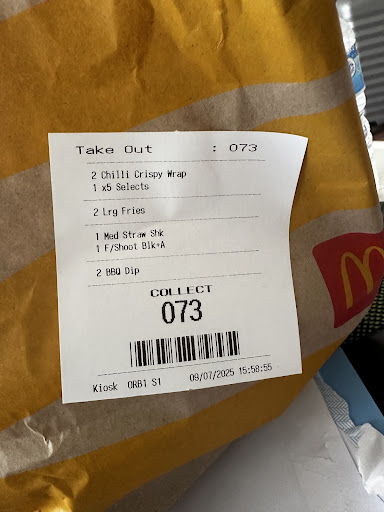 Take Out : 073
2 Chilli Crispy Wrap
1 x5 Selects
2 Lrg Fries
1 Med Straw Shk
1 F/Shoot Blk+A
2 BBQ Dip
COLLECT
073
Kiosk ORB1 S1 09/07/2025 15:58:55